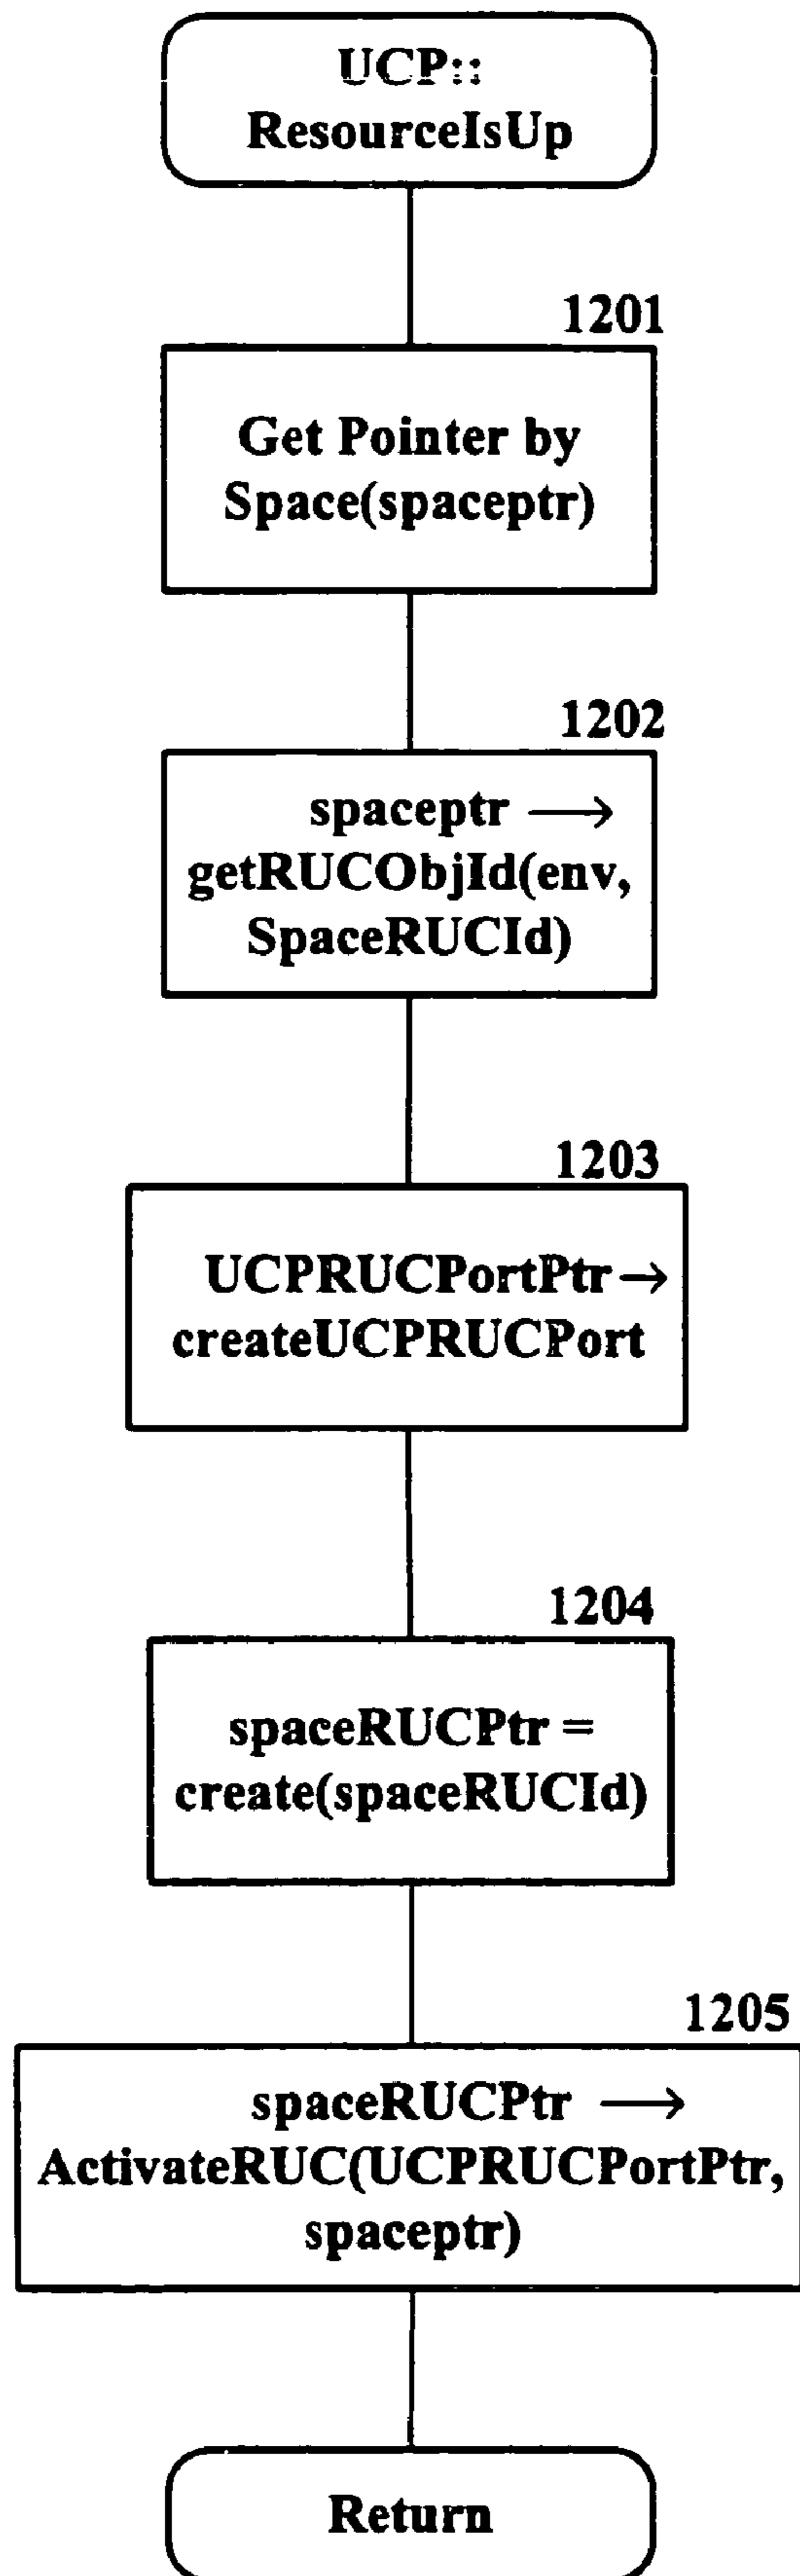 UCP::
ResourceIsUp
1201
Get Pointer by
Space(spaceptr)
1202
spaceptr →
getRUCObjId(env,
SpaceRUCId)
1203
UCPRUCPortPtr→
createUCPRUCPort
1204
spaceRUCPtr =
create(spaceRUCId)
1205
spaceRUCPtr →
ActivateRUC(UCPRUCPortPtr,
spaceptr)
Return